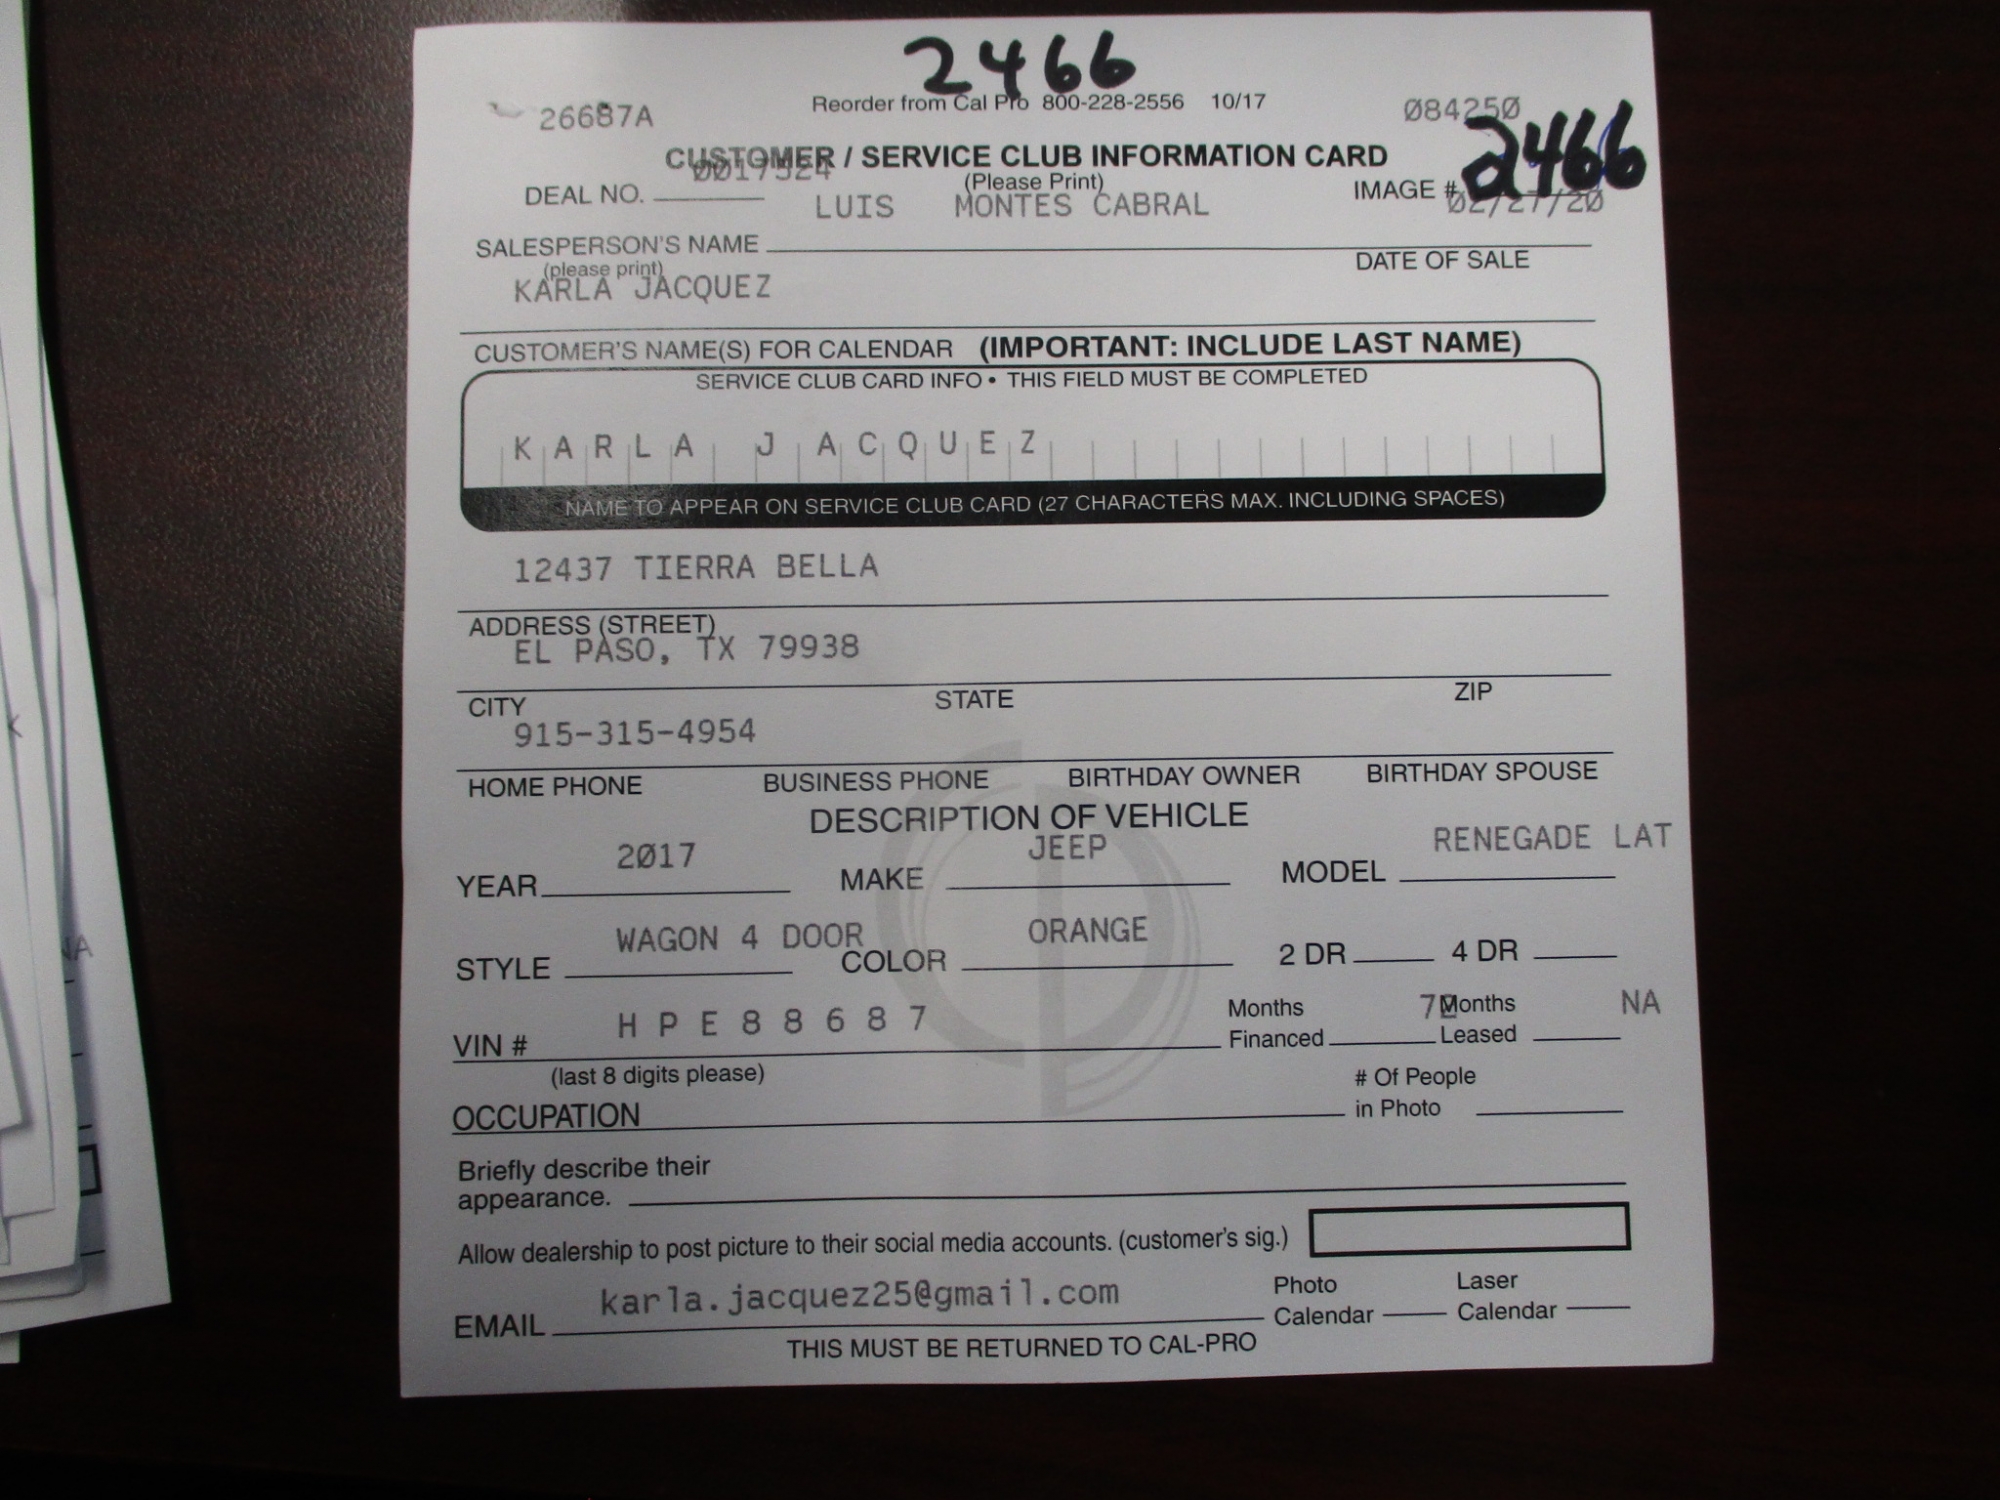 2466
26687A Reorder from Cal Pro 800-228-2556 10/17 084250
CUSTOMER / SERVICE CLUB INFORMATION CARD 2466
0017524
(Please Print)
DEAL NO. IMAGE #
LUIS MONTES CABRAL 02/27/20
SALESPERSON'S NAME
(please print) DATE OF SALE
KARLA JACQUEZ
CUSTOMER'S NAME(S) FOR CALENDAR (IMPORTANT: INCLUDE LAST NAME)
SERVICE CLUB CARD INFO • THIS FIELD MUST BE COMPLETED
KARLA JACQUEZ
NAME TO APPEAR ON SERVICE CLUB CARD (27 CHARACTERS MAX. INCLUDING SPACES)
12437 TIERRA BELLA
ADDRESS (STREET)
EL PASO, TX 79938
CITY STATE ZIP
915-315-4954
HOME PHONE BUSINESS PHONE BIRTHDAY OWNER BIRTHDAY SPOUSE
DESCRIPTION OF VEHICLE
2017 JEEP RENEGADE LAT
YEAR MAKE MODEL
WAGON 4 DOOR ORANGE
STYLE COLOR 2 DR 4 DR
HPE88687 Months 72 Months NA
VIN # Financed Leased
(last 8 digits please) # Of People
OCCUPATION in Photo
Briefly describe their
appearance.
Allow dealership to post picture to their social media accounts. (customer's sig.)
karla.jacquez25@gmail.com Photo Laser
EMAIL Calendar Calendar
THIS MUST BE RETURNED TO CAL-PRO